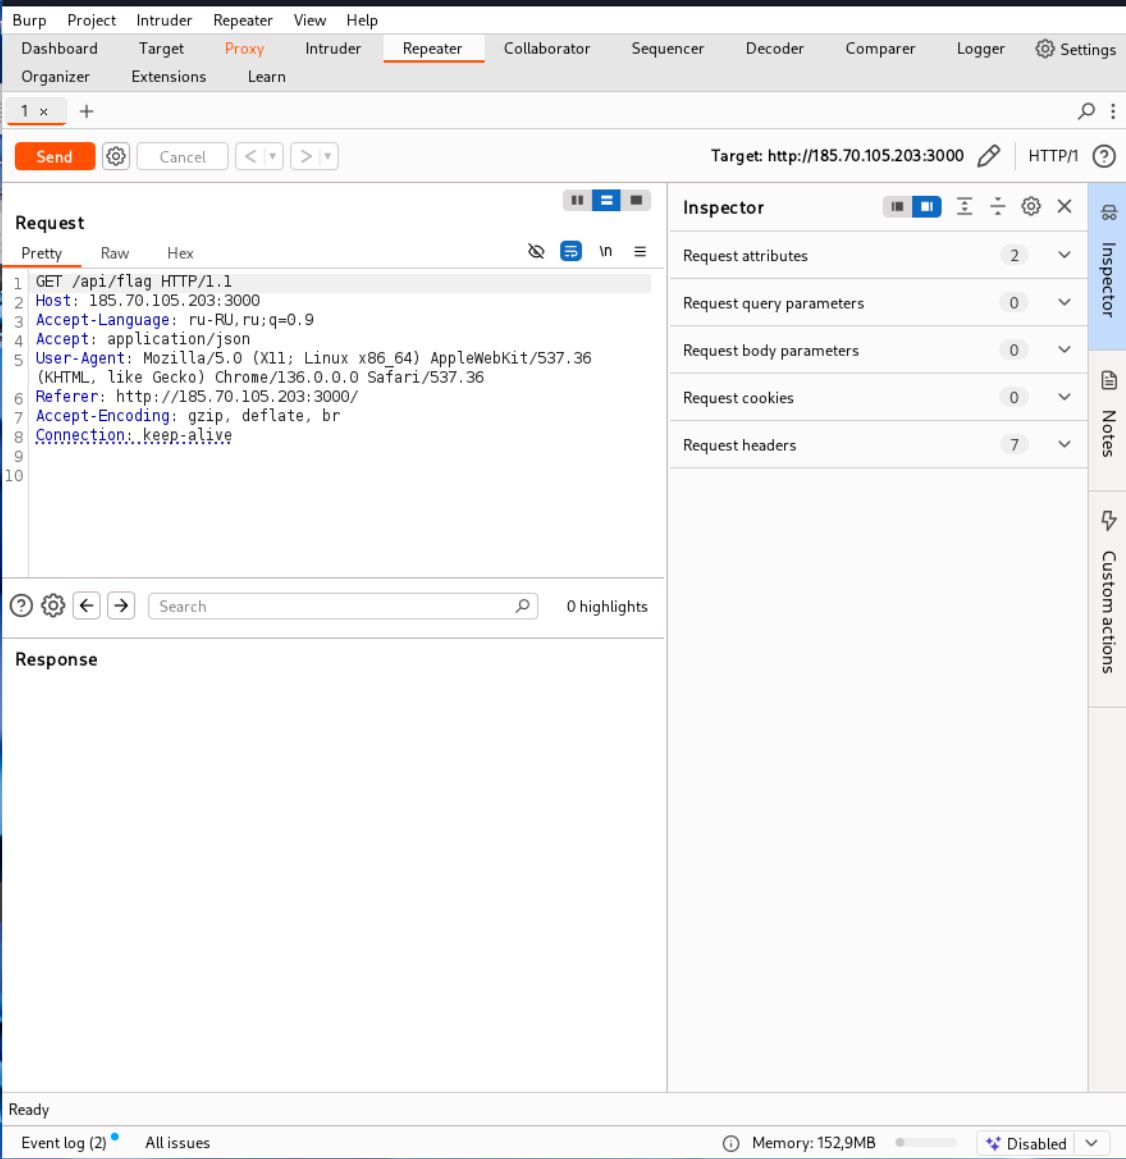 Burp Project Intruder Repeater View Help
Dashboard Target Proxy Intruder Repeater Collaborator Sequencer Decoder Comparer Logger Settings
Organizer Extensions Learn
1 × +
Send Cancel < > Target: http://185.70.105.203:3000 HTTP/1 ?
Request
Pretty Raw Hex \n
1 GET /api/flag HTTP/1.1
2 Host: 185.70.105.203:3000
3 Accept-Language: ru-RU,ru;q=0.9
4 Accept: application/json
5 User-Agent: Mozilla/5.0 (X11; Linux x86_64) AppleWebKit/537.36
(KHTML, like Gecko) Chrome/136.0.0.0 Safari/537.36
6 Referer: http://185.70.105.203:3000/
7 Accept-Encoding: gzip, deflate, br
8 Connection: keep-alive
9
10
? Search 0 highlights
Response
Inspector
Request attributes 2
Request query parameters 0
Request body parameters 0
Request cookies 0
Request headers 7
Inspector
Notes
Custom actions
Ready
Event log (2) All issues Memory: 152,9MB Disabled